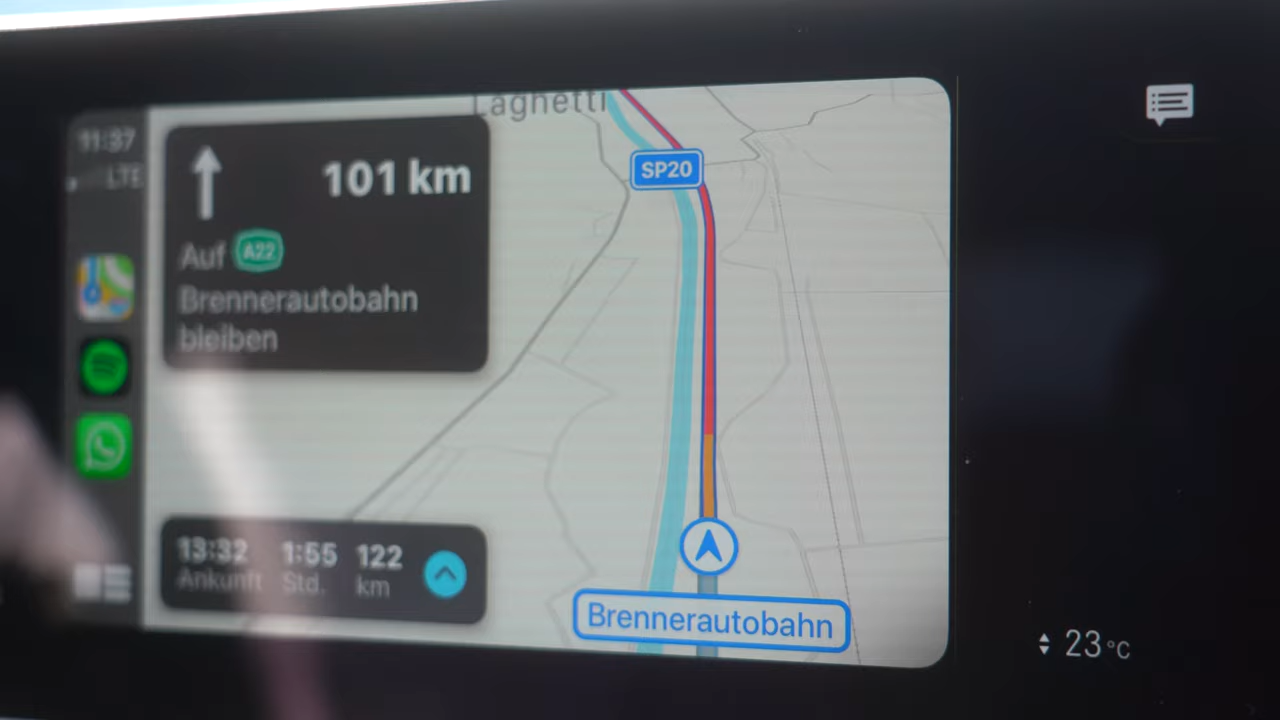 Laghetti
11:37
LTE
101 km
SP20
Auf A22
Brennerautobahn
bleiben
13:32 1:55 122
Ankunft Std. km
Brennerautobahn
23°C